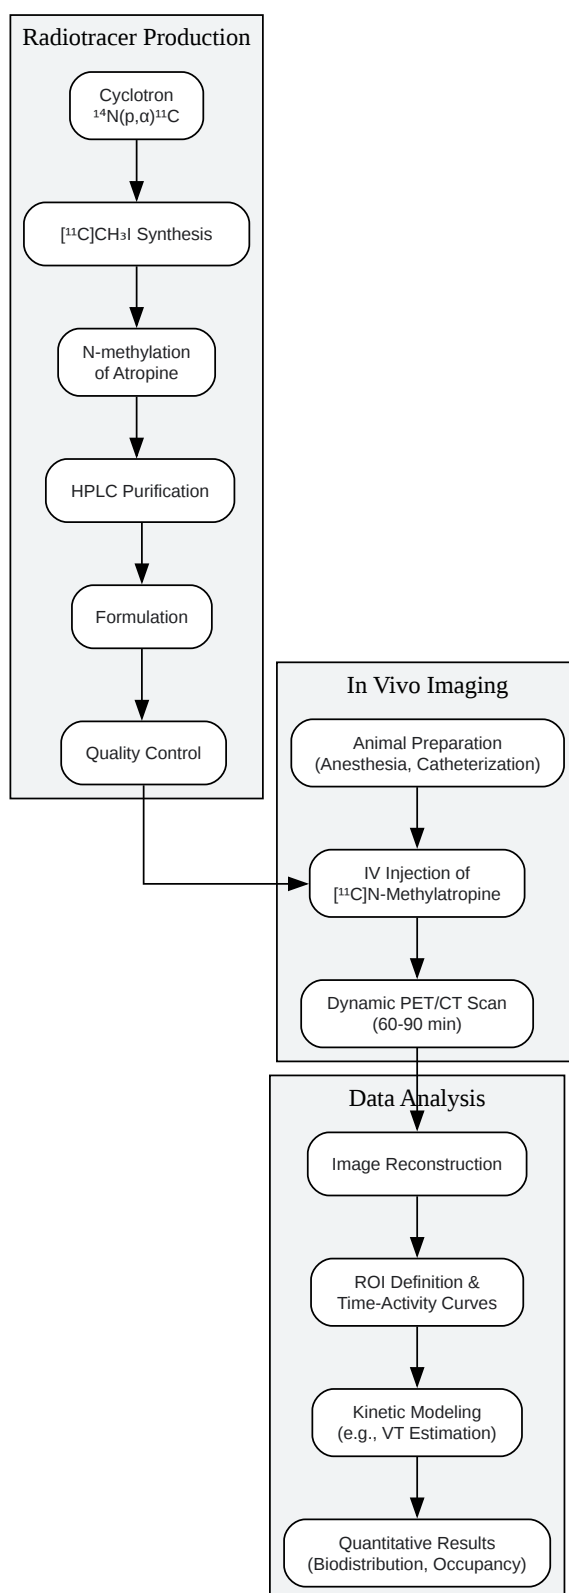 Radiotracer Production
Cyclotron
¹⁴N(p,α)¹¹C
[¹¹C]CH₃I Synthesis
N-methylation
of Atropine
HPLC Purification
Formulation
Quality Control
In Vivo Imaging
Animal Preparation
(Anesthesia, Catheterization)
IV Injection of
[¹¹C]N-Methylatropine
Dynamic PET/CT Scan
(60-90 min)
Data Analysis
Image Reconstruction
ROI Definition &
Time-Activity Curves
Kinetic Modeling
(e.g., VT Estimation)
Quantitative Results
(Biodistribution, Occupancy)